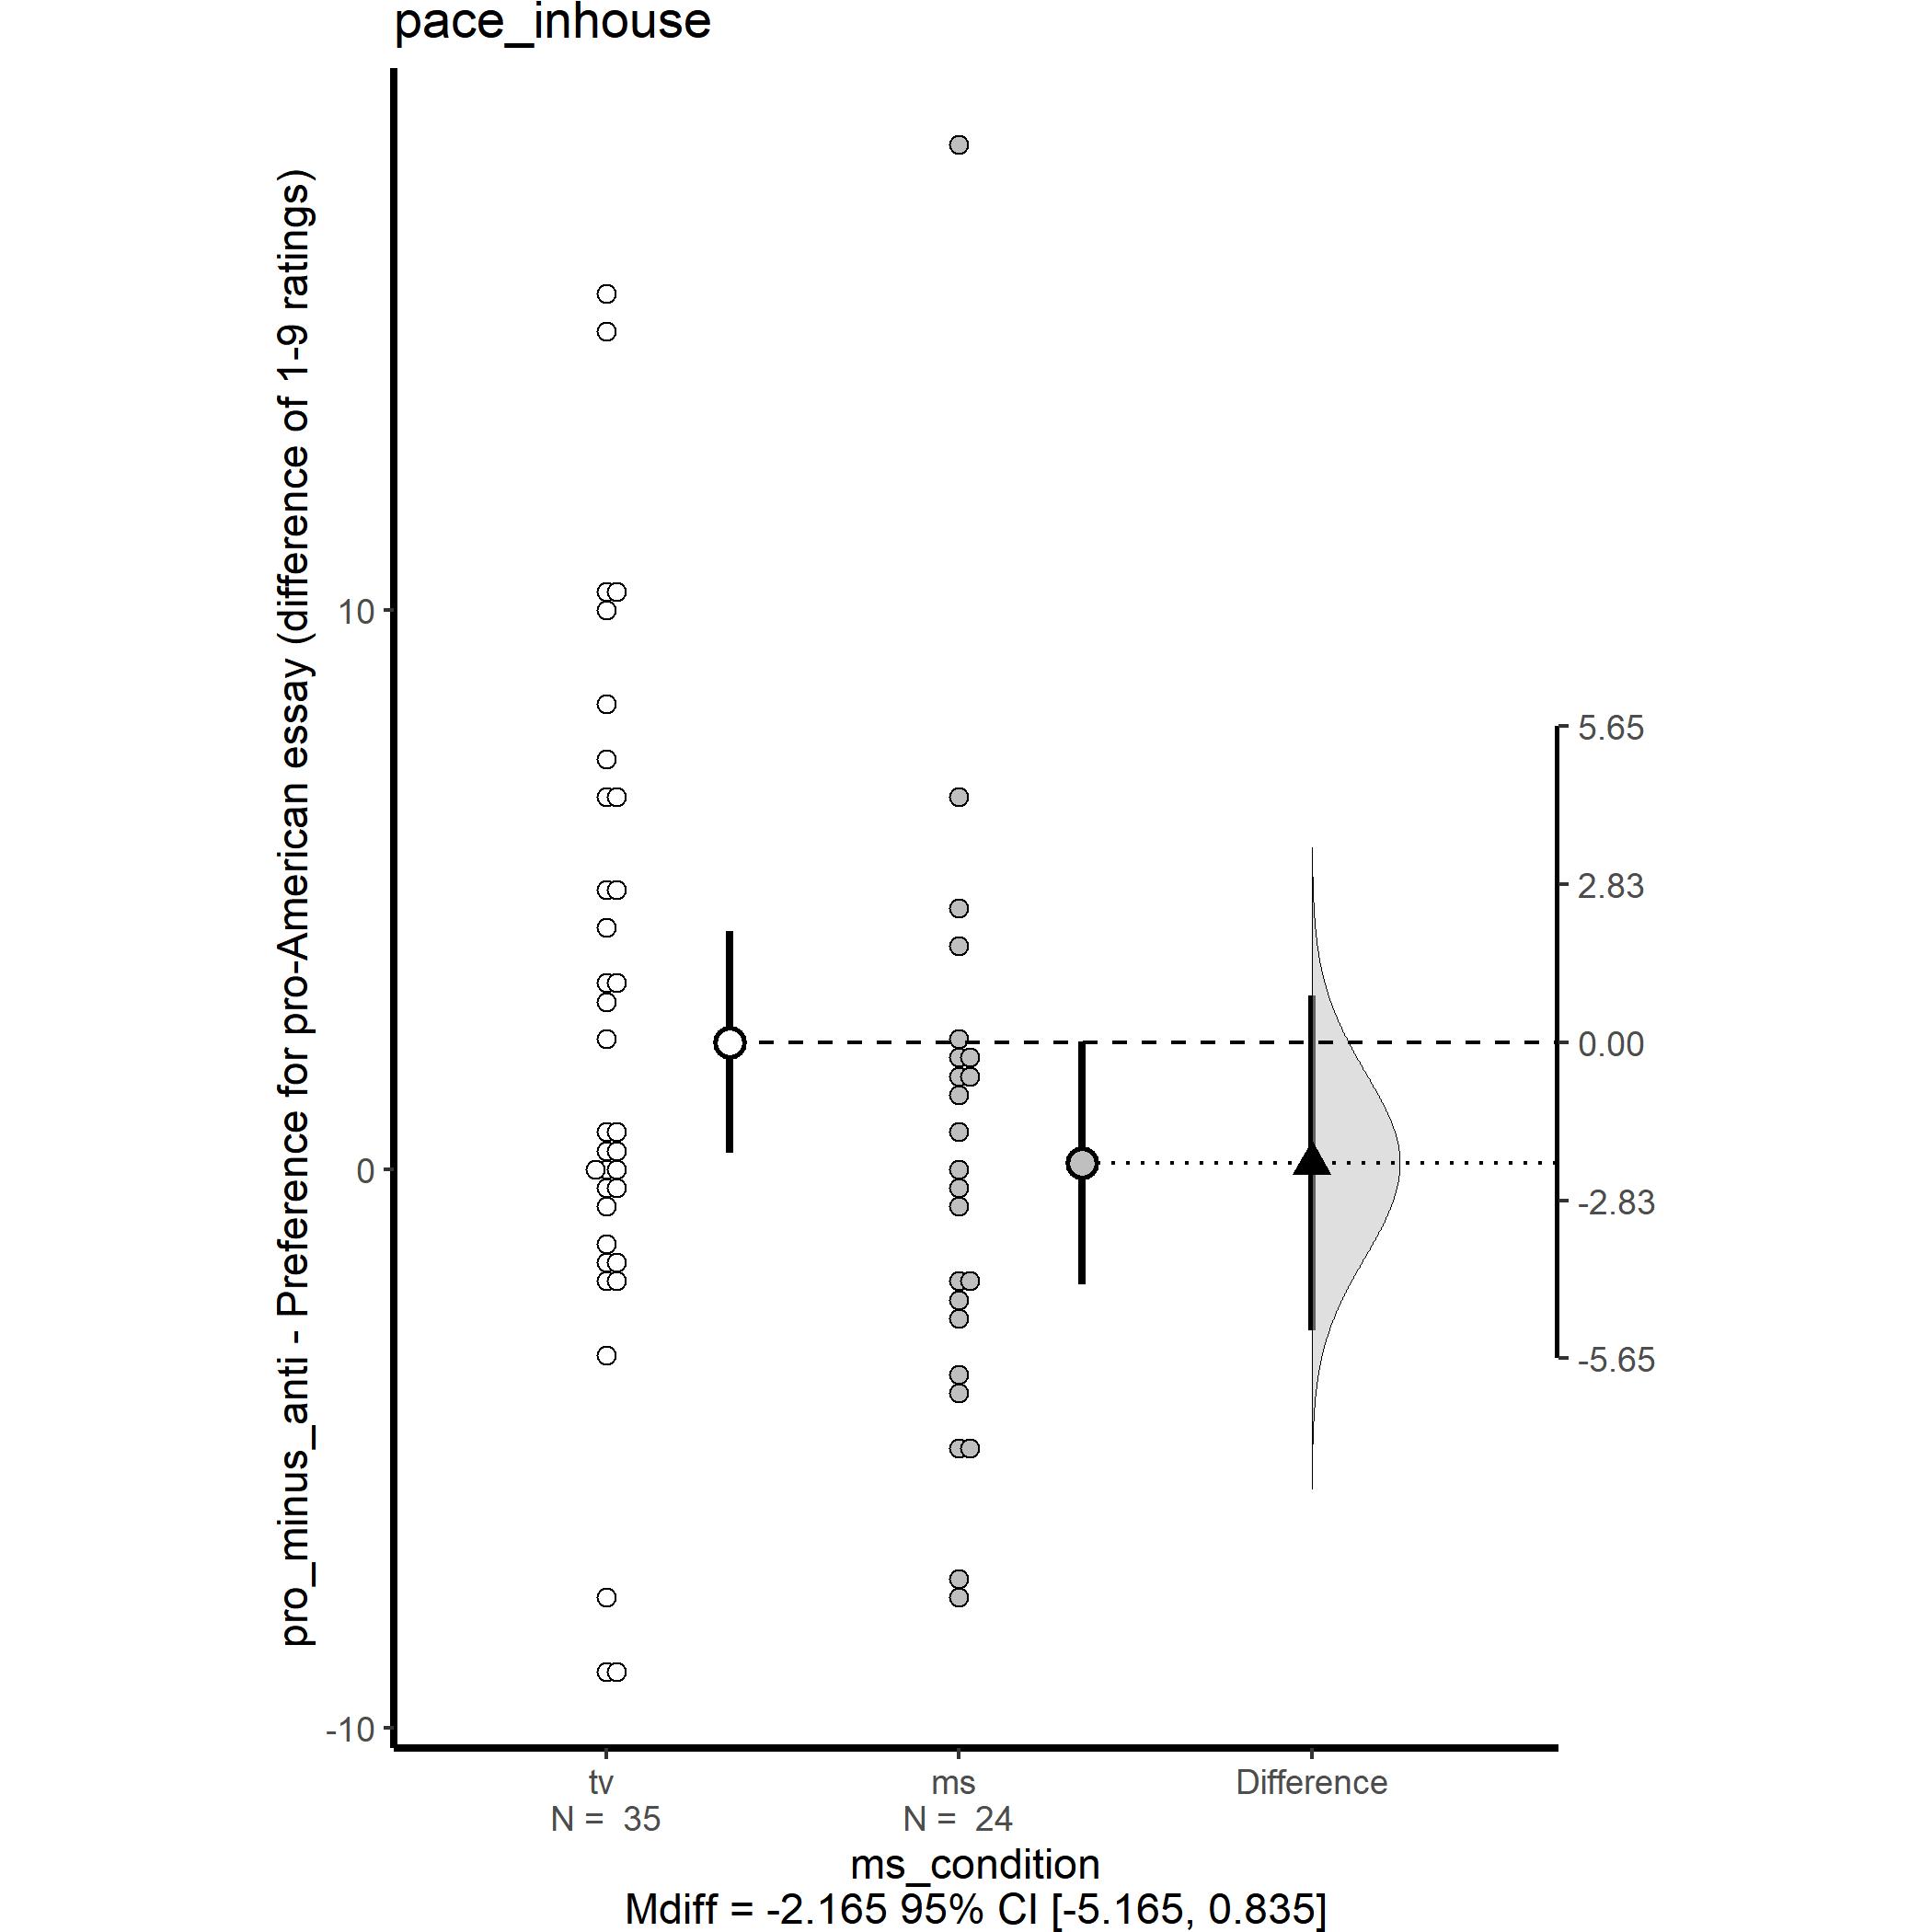 pace_inhouse
pro_minus_anti - Preference for pro-American essay (difference of 1-9 ratings)
10
0
-10
5.65
2.83
0.00
-2.83
-5.65
tv
N =  35
ms
N =  24
Difference
ms_condition
Mdiff = -2.165 95% CI [-5.165, 0.835]